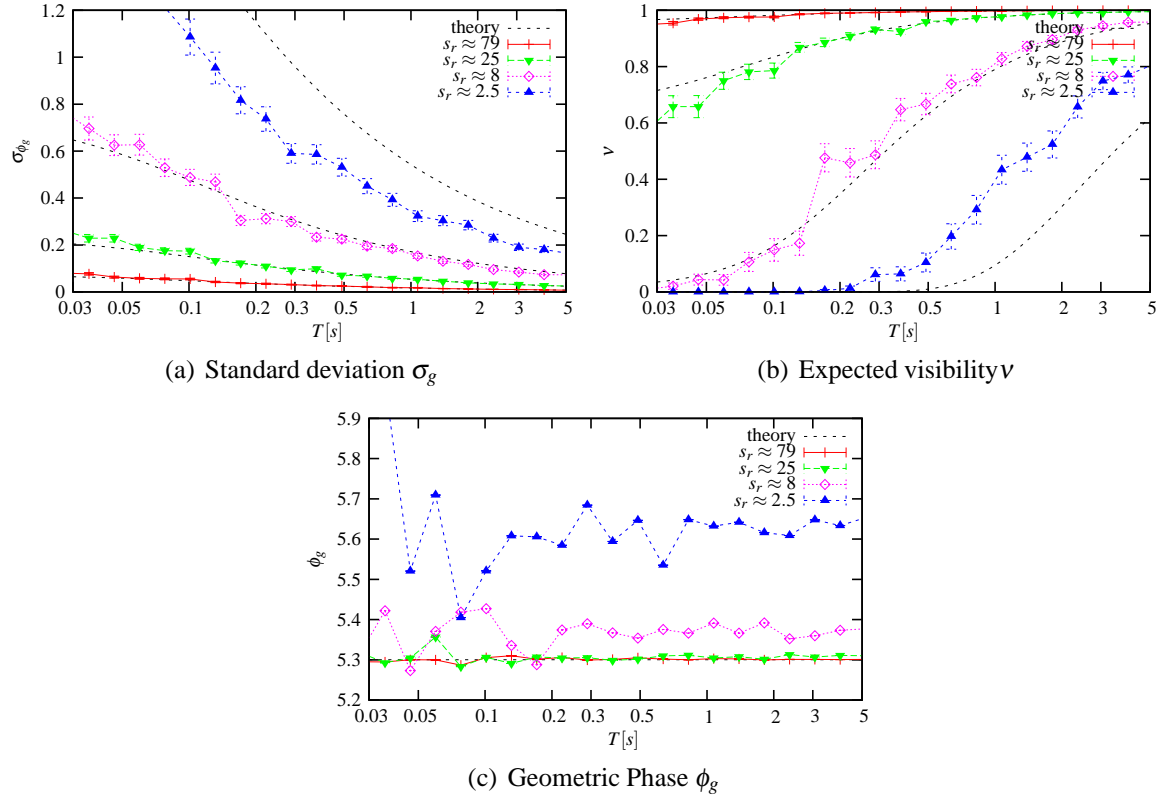 1.2
1
0.8
0.6
0.4
0.2
0
σ_ϕg
theory
s_r ≈ 79
s_r ≈ 25
s_r ≈ 8
s_r ≈ 2.5
0.03 0.05 0.1 0.2 0.3 0.5 1 2 3 5
T[s]
(a) Standard deviation σ_g
1
0.8
0.6
0.4
0.2
0
ν
theory
s_r ≈ 79
s_r ≈ 25
s_r ≈ 8
s_r ≈ 2.5
0.05 0.1 0.2 0.3 0.5 1 2 3 5
T[s]
(b) Expected visibility ν
5.9
5.8
5.7
5.6
5.5
5.4
5.3
5.2
ϕ_g
theory
s_r ≈ 79
s_r ≈ 25
s_r ≈ 8
s_r ≈ 2.5
0.03 0.05 0.1 0.2 0.3 0.5 1 2 3 5
T[s]
(c) Geometric Phase ϕ_g